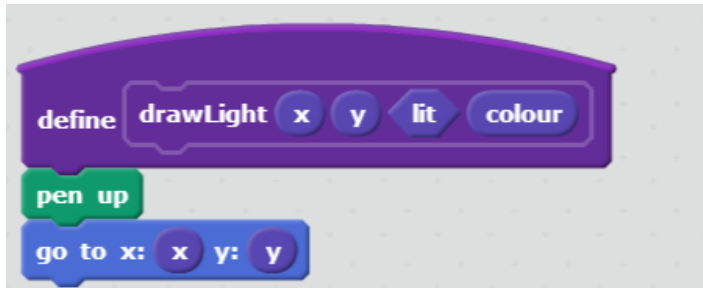 define drawLight x y lit colour
pen up
go to x: x y: y